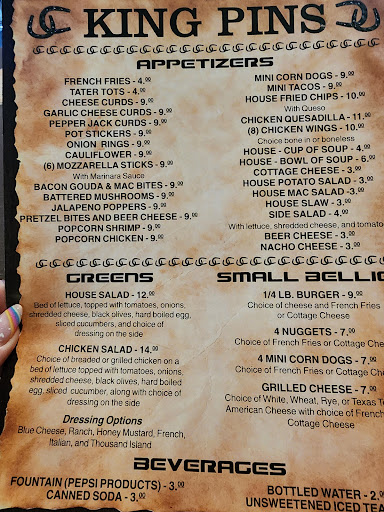 KING PINS
APPETIZERS
FRENCH FRIES - 4.00
TATER TOTS - 4.00
CHEESE CURDS - 9.00
GARLIC CHEESE CURDS - 9.00
PEPPER JACK CURDS - 9.00
POT STICKERS - 9.00
ONION RINGS - 9.00
CAULIFLOWER - 9.00
(6) MOZZARELLA STICKS - 9.00
With Marinara Sauce
BACON GOUDA & MAC BITES - 9.00
BATTERED MUSHROOMS - 9.00
JALAPENO POPPERS - 9.00
PRETZEL BITES AND BEER CHEESE - 9.00
POPCORN SHRIMP - 9.00
POPCORN CHICKEN - 9.00
MINI CORN DOGS - 9.00
MINI TACOS - 9.00
HOUSE FRIED CHIPS - 10.00
With Queso
CHICKEN QUESADILLA - 11.00
(8) CHICKEN WINGS - 10.00
Choice bone in or boneless
HOUSE - CUP OF SOUP - 4.00
HOUSE - BOWL OF SOUP - 6.00
COTTAGE CHEESE - 3.00
HOUSE POTATO SALAD - 3.00
HOUSE MAC SALAD - 3.00
HOUSE SLAW - 3.00
SIDE SALAD - 4.00
With lettuce, shredded cheese, and tomato
BEER CHEESE - 3.00
NACHO CHEESE - 3.00
GREENS
HOUSE SALAD - 12.00
Bed of lettuce, topped with tomatoes, onions,
shredded cheese, black olives, hard boiled
egg, sliced cucumbers, and choice of
dressing on the side
CHICKEN SALAD - 14.00
Choice of breaded or grilled chicken on a
bed of lettuce topped with tomatoes, onions,
shredded cheese, black olives, hard boiled
egg, sliced cucumber, along with choice of
dressing on the side
Dressing Options
Blue Cheese, Ranch, Honey Mustard, French,
Italian, and Thousand Island
SMALL BELLIE
1/4 LB. BURGER - 9.00
Choice of cheese and French Fries
or Cottage Cheese
4 NUGGETS - 7.00
Choice of French Fries or Cottage Che
4 MINI CORN DOGS - 7.00
Choice of French Fries or Cottage Che
GRILLED CHEESE - 7.00
Choice of White, Wheat, Rye, or Texas To
American Cheese with choice of French
Cottage Cheese
BEVERAGES
FOUNTAIN (PEPSI PRODUCTS) - 3.00
CANNED SODA - 3.00
BOTTLED WATER - 2.00
UNSWEETENED ICED TEA